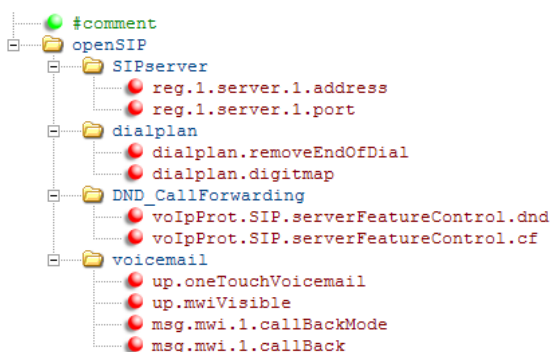 #comment
openSIP
SIPserver
reg.1.server.1.address
reg.1.server.1.port
dialplan
dialplan.removeEndOfDial
dialplan.digitmap
DND_CallForwarding
voIpProt.SIP.serverFeatureControl.dnd
voIpProt.SIP.serverFeatureControl.cf
voicemail
up.oneTouchVoicemail
up.mwiVisible
msg.mwi.1.callBackMode
msg.mwi.1.callBack